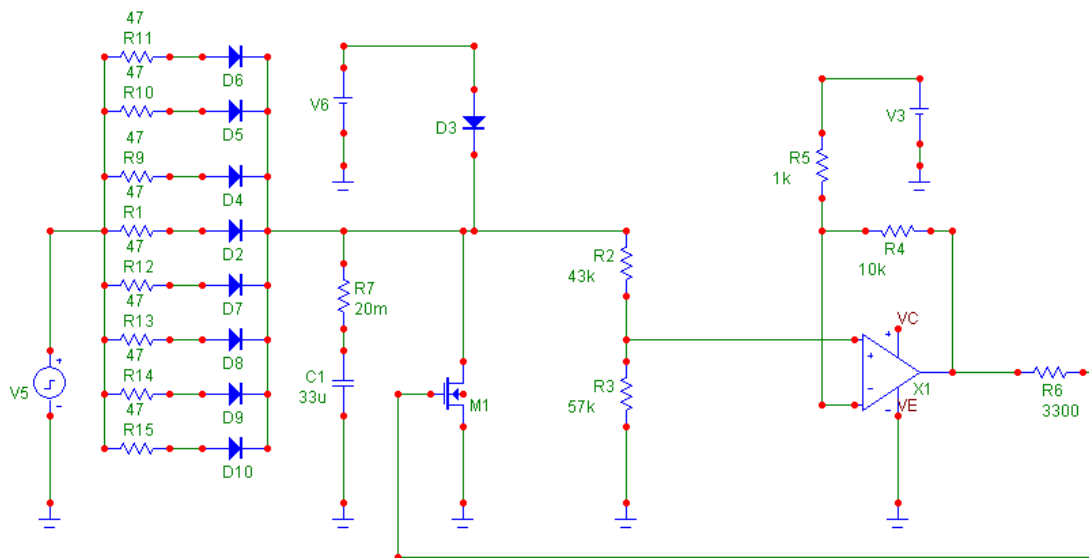 47
R11
D6
47
R10
D5
47
R9
D4
47
R1
D2
47
R12
D7
47
R13
D8
47
R14
D9
47
R15
D10
V5
+
-
V6
D3
R7
20m
C1
33u
M1
R2
43k
R3
57k
R5
1k
V3
R4
10k
VC
+
+
-
-
VE
X1
R6
3300